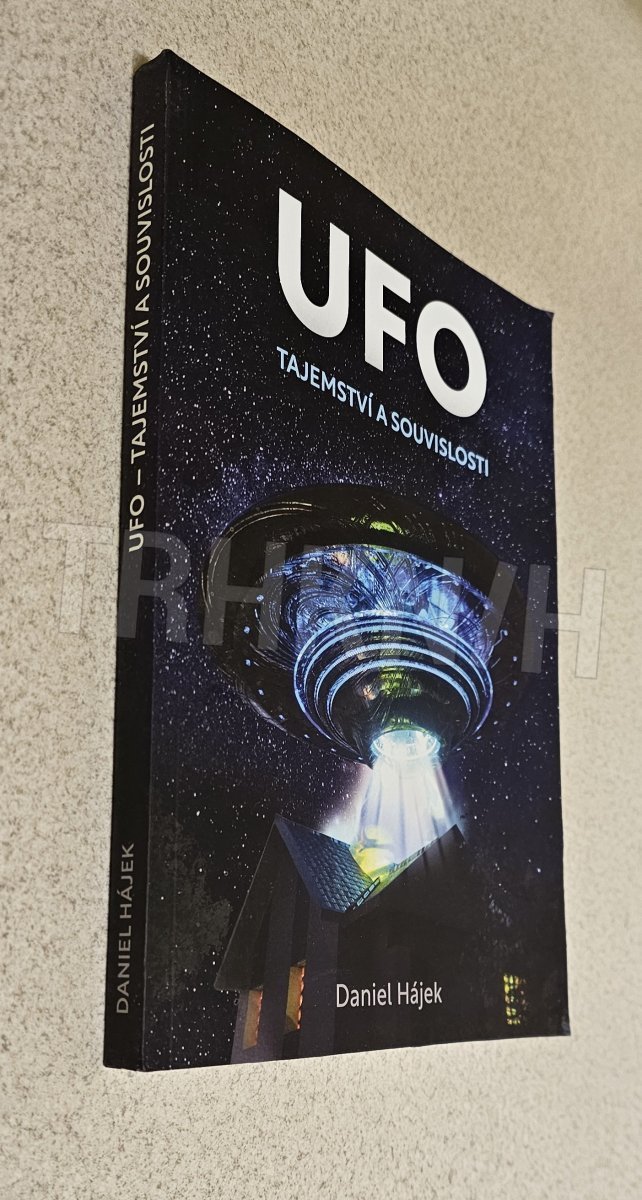 UFO – TAJEMSTVÍ A SOUVISLOSTI
DANIEL HÁJEK
UFO
TAJEMSTVÍ A SOUVISLOSTI
Daniel Hájek